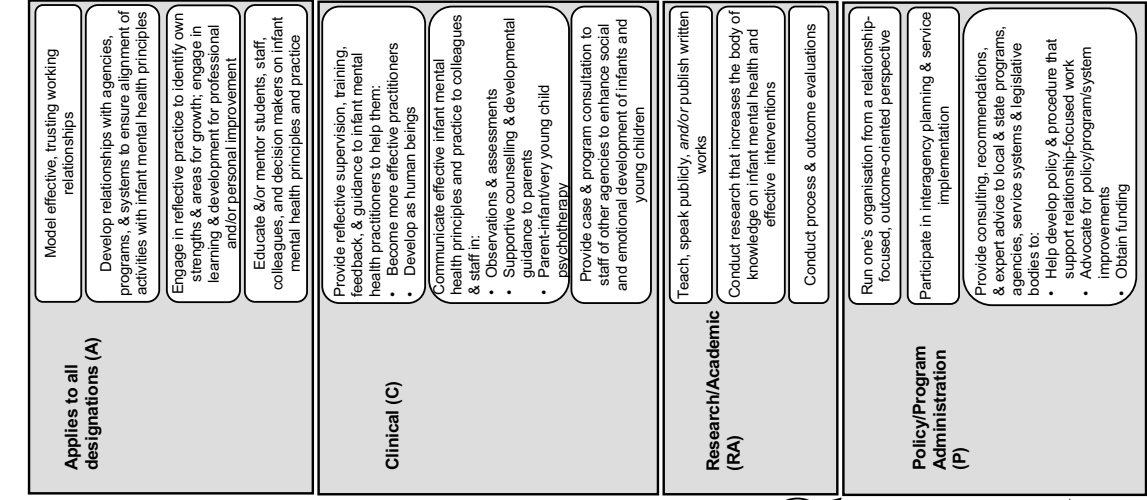 Applies to all
designations (A)
Model effective, trusting working
relationships
Develop relationships with agencies,
programs, & systems to ensure alignment of
activities with infant mental health principles
Engage in reflective practice to identify own
strengths & areas for growth; engage in
learning & development for professional
and/or personal improvement
Educate &/or mentor students, staff,
colleagues, and decision makers on infant
mental health principles and practice
Clinical (C)
Provide reflective supervision, training,
feedback, & guidance to infant mental
health practitioners to help them:
• Become more effective practitioners
• Develop as human beings
Communicate effective infant mental
health principles and practice to colleagues
& staff in:
• Observations & assessments
• Supportive counselling & developmental
guidance to parents
• Parent-infant/very young child
psychotherapy
Provide case & program consultation to
staff of other agencies to enhance social
and emotional development of infants and
young children
Research/Academic
(RA)
Teach, speak publicly, and/or publish written
works
Conduct research that increases the body of
knowledge on infant mental health and
effective interventions
Conduct process & outcome evaluations
Policy/Program
Administration
(P)
Run one's organisation from a relationship-
focused, outcome-oriented perspective
Participate in interagency planning & service
implementation
Provide consulting, recommendations,
& expert advice to local & state programs,
agencies, service systems & legislative
bodies to:
• Help develop policy & procedure that
support relationship-focused work
• Advocate for policy/program/system
improvements
• Obtain funding